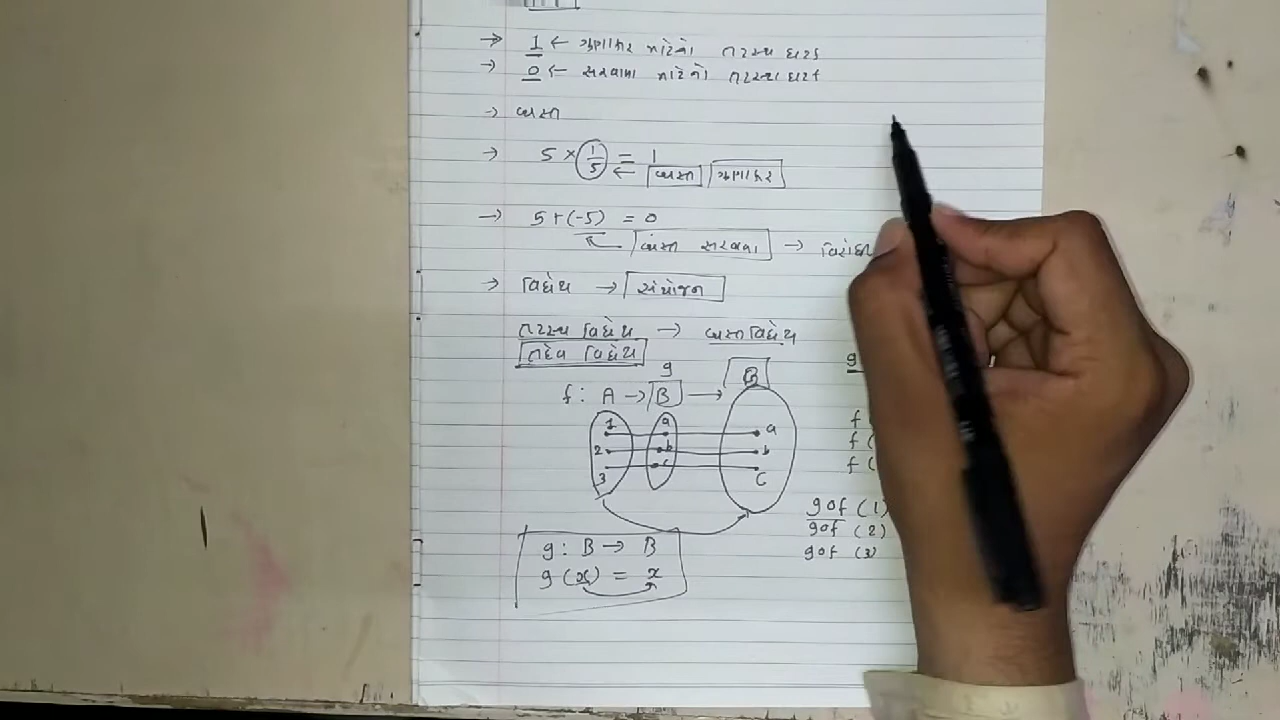 → 1 ← ગુણાકાર માટેનો તટસ્થ ઘટક
→ 0 ← સરવાળા માટેનો તટસ્થ ઘટક
→ વ્યસ્ત
→ 5 × (1/5) = 1
← વ્યસ્ત ગુણાકાર
→ 5 + (-5) = 0
વ્યસ્ત સરવાળા → વિરોધી
→ વિધેય → સંયોજન
તટસ્થ વિધેય → વ્યસ્ત વિધેય
તદેવ વિધેય
g B g
f : A → B →
1 a a f (
2 b b f (
3 c c f (
gof (1)
gof (2)
gof (3)
g : B → B
g (x) = x